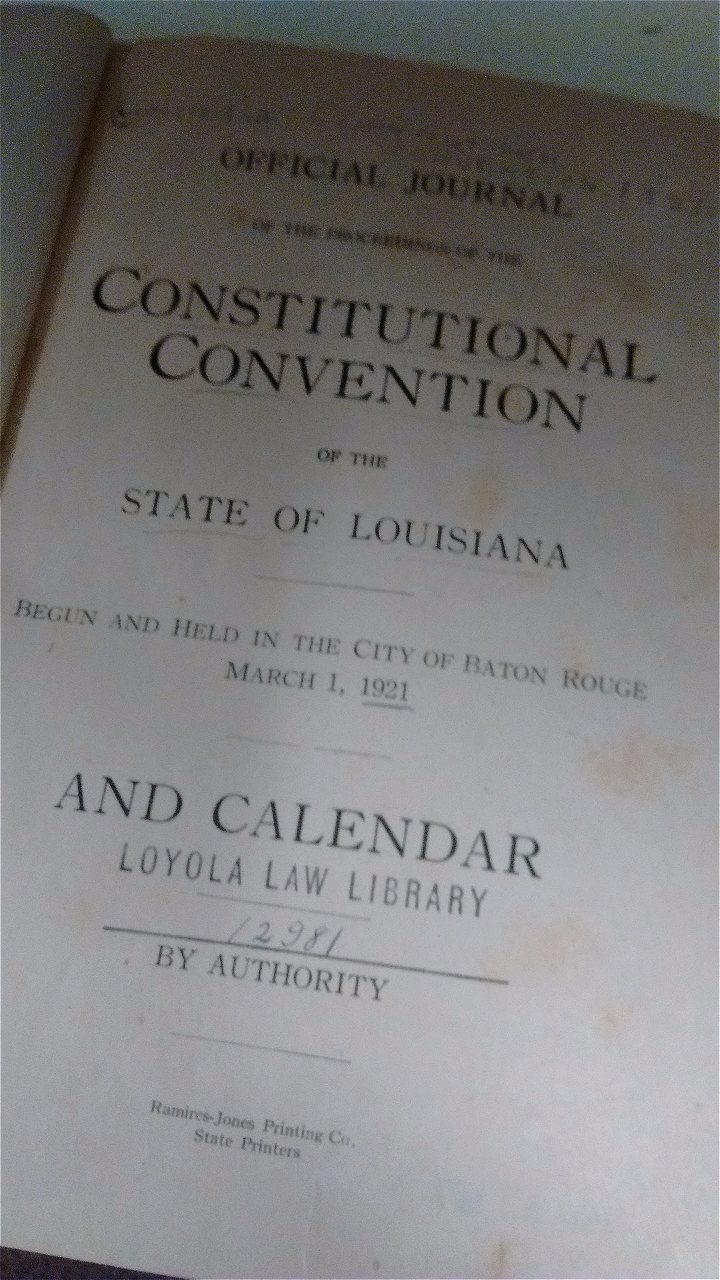 OFFICIAL JOURNAL
OF THE PROCEEDINGS OF THE
CONSTITUTIONAL
CONVENTION
OF THE
STATE OF LOUISIANA
BEGUN AND HELD IN THE CITY OF BATON ROUGE
MARCH 1, 1921
AND CALENDAR
LOYOLA LAW LIBRARY
12981
BY AUTHORITY
Ramires-Jones Printing Co.
State Printers